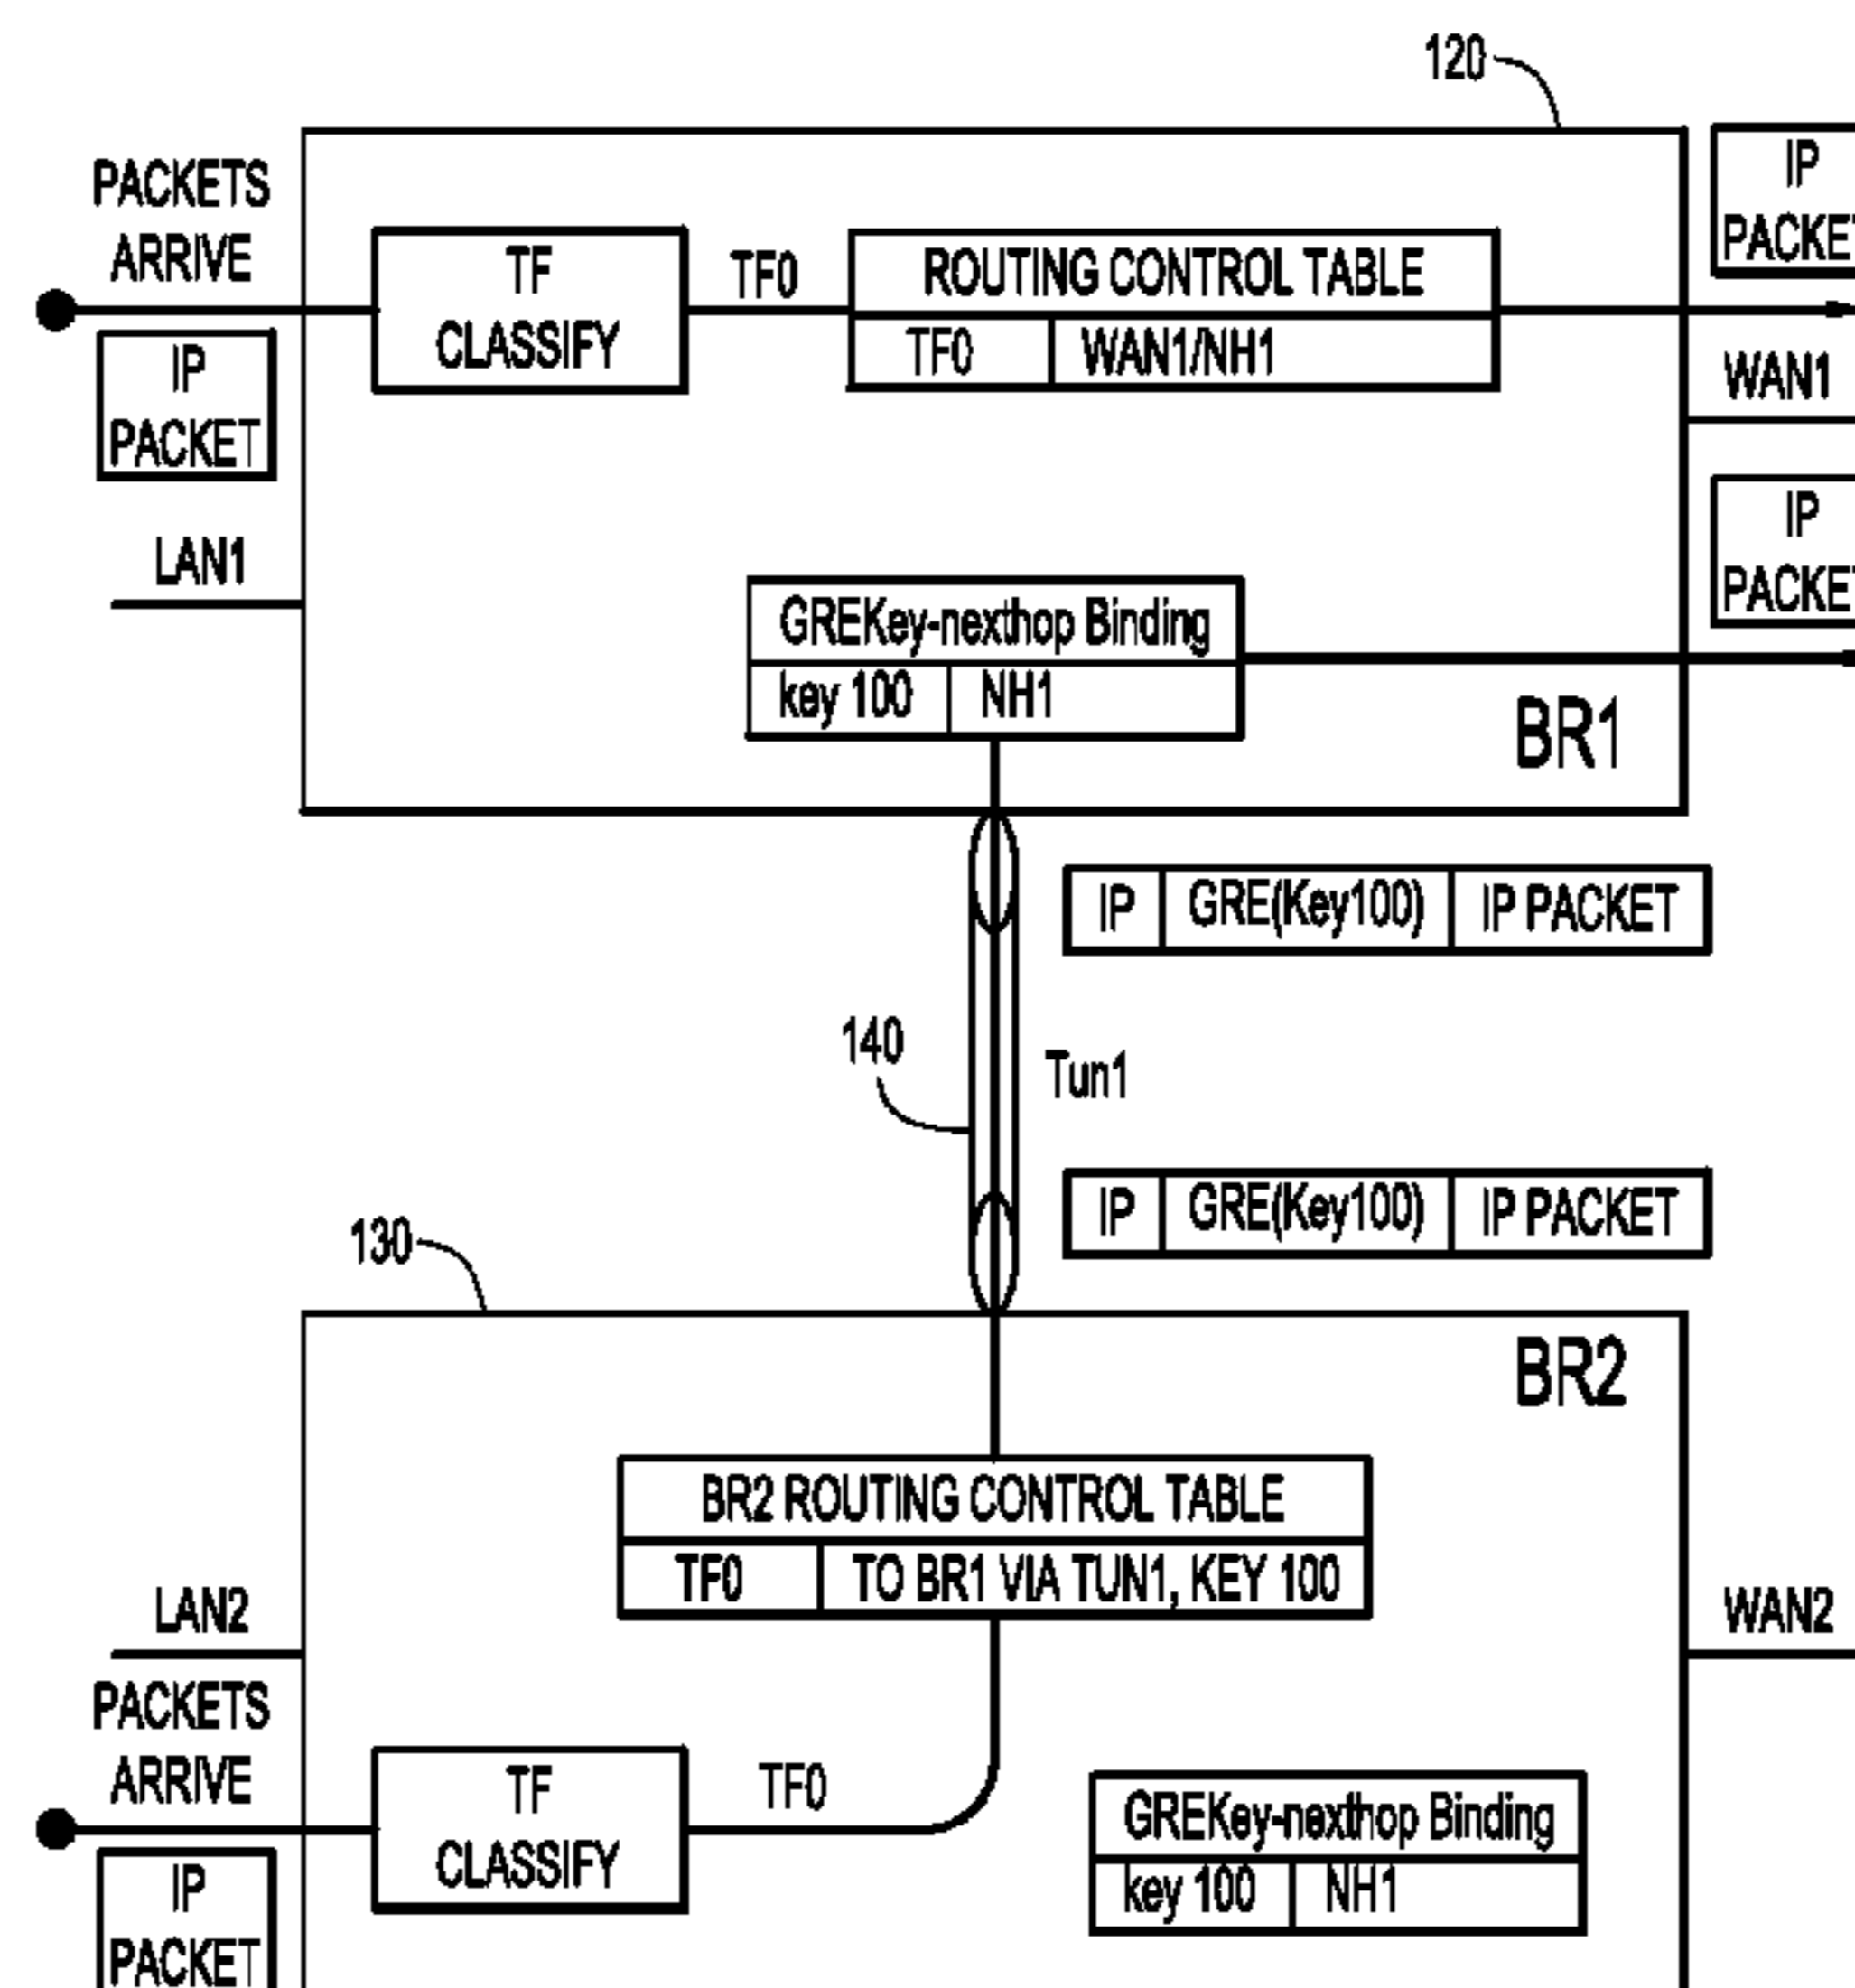 120
PACKETS
ARRIVE
IP
PACKET
TF
CLASSIFY
TF0
ROUTING CONTROL TABLE
TF0 WAN1/NH1
IP
PACKET
WAN1
LAN1
IP
PACKET
GREKey-nexthop Binding
key 100 NH1
BR1
IP GRE(Key100) IP PACKET
140
Tun1
IP GRE(Key100) IP PACKET
130
BR2
BR2 ROUTING CONTROL TABLE
TF0 TO BR1 VIA TUN1, KEY 100
LAN2
WAN2
PACKETS
ARRIVE
IP
PACKET
TF
CLASSIFY
TF0
GREKey-nexthop Binding
key 100 NH1